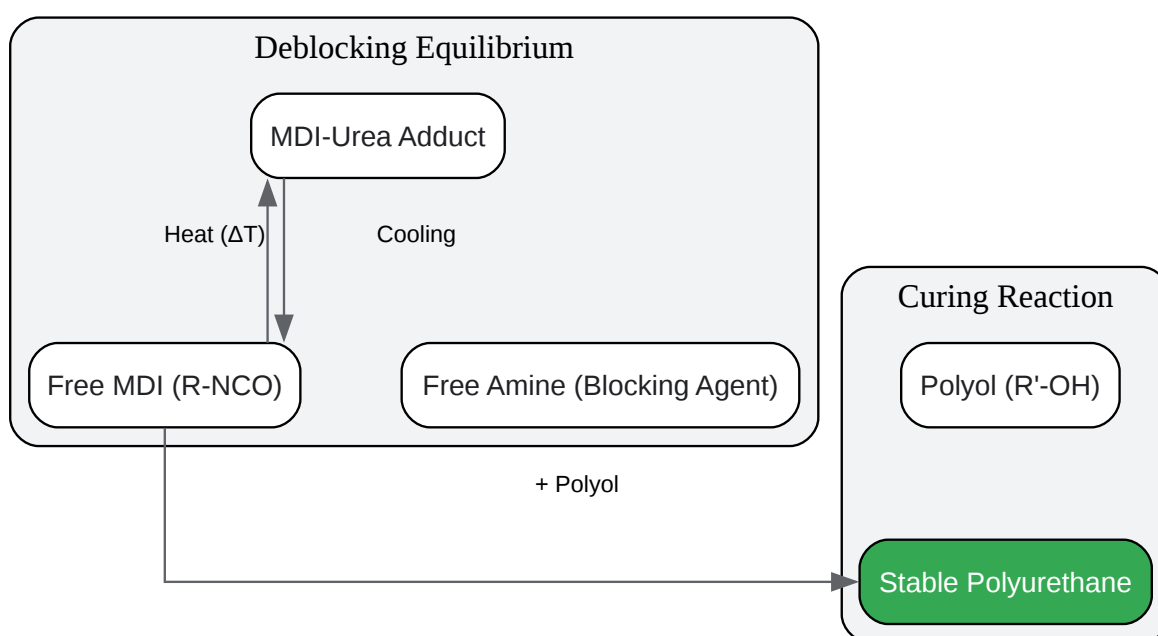 Deblocking Equilibrium
MDI-Urea Adduct
Heat (ΔT)
Cooling
Free MDI (R-NCO)
Free Amine (Blocking Agent)
+ Polyol
Curing Reaction
Polyol (R'-OH)
Stable Polyurethane